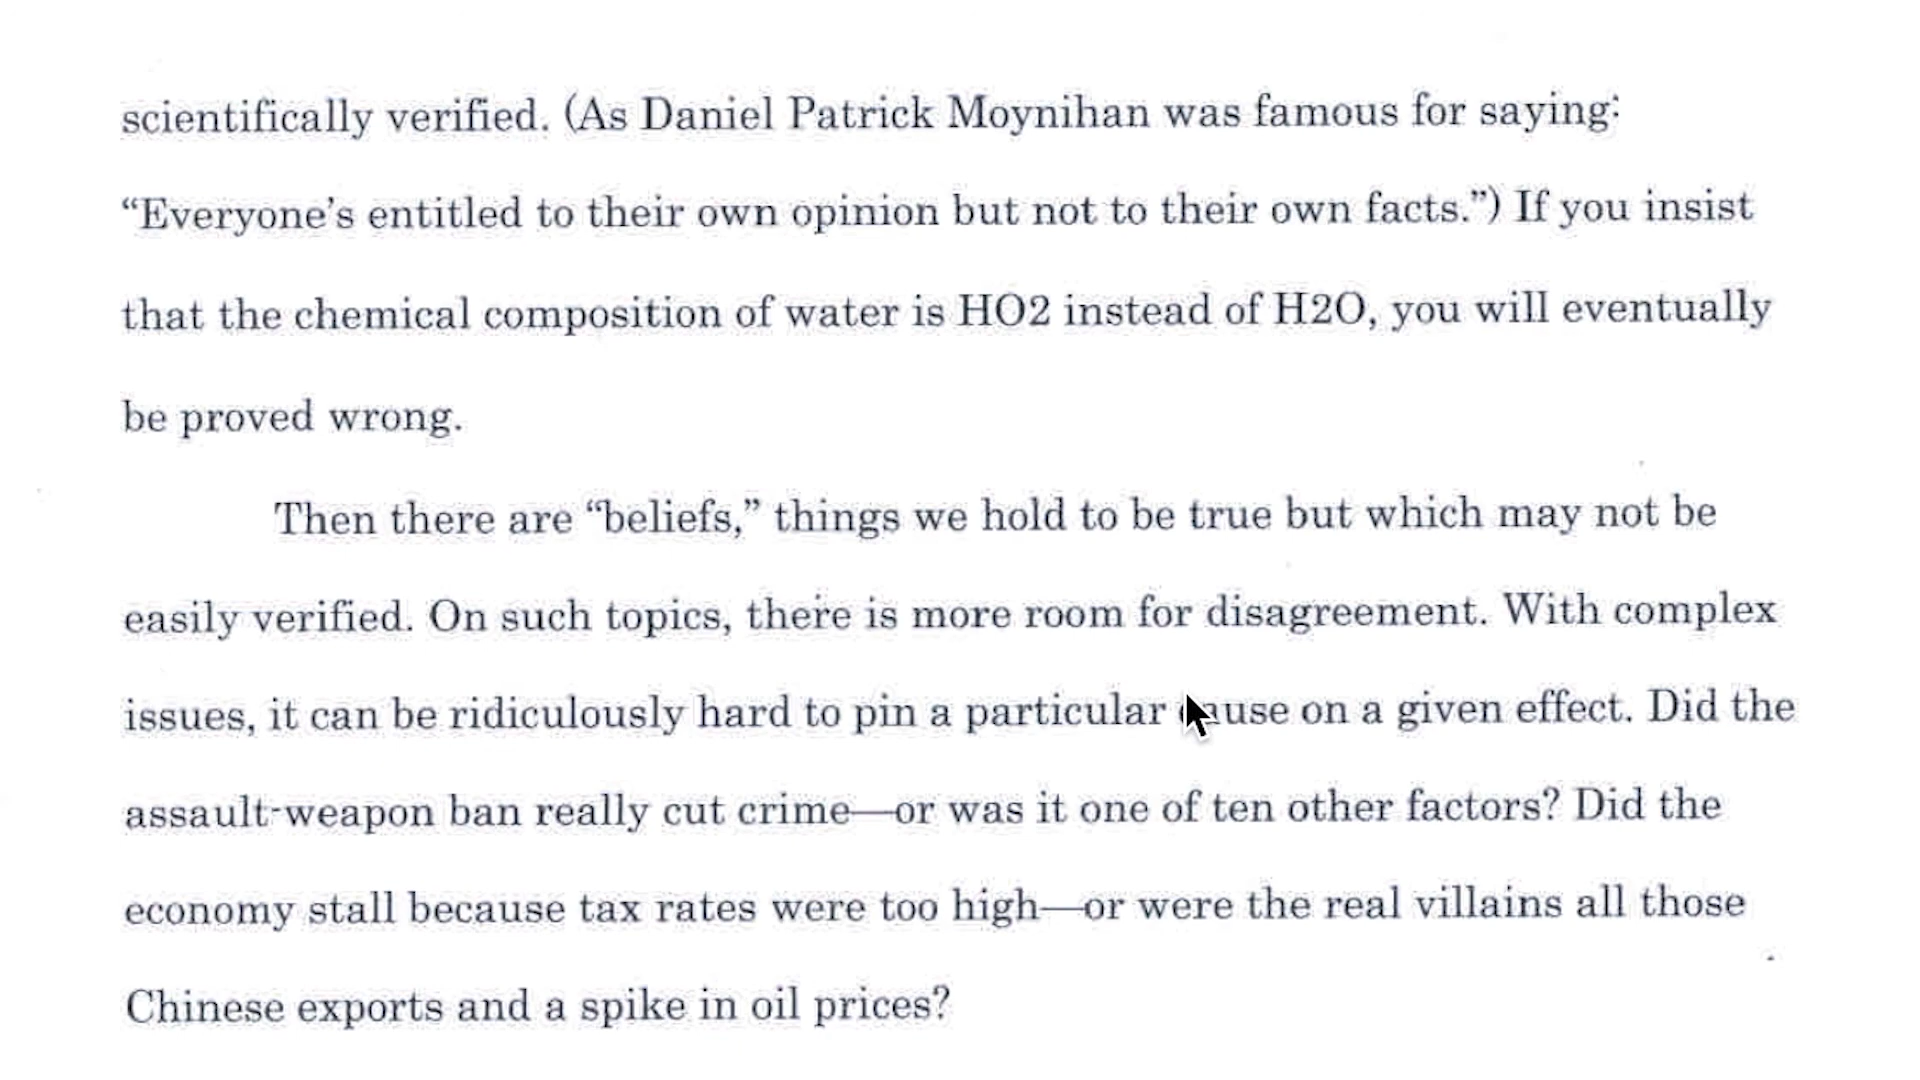 scientifically verified. (As Daniel Patrick Moynihan was famous for saying:
“Everyone’s entitled to their own opinion but not to their own facts.”) If you insist
that the chemical composition of water is HO2 instead of H2O, you will eventually
be proved wrong.
Then there are “beliefs,” things we hold to be true but which may not be
easily verified. On such topics, there is more room for disagreement. With complex
issues, it can be ridiculously hard to pin a particular cause on a given effect. Did the
assault-weapon ban really cut crime—or was it one of ten other factors? Did the
economy stall because tax rates were too high—or were the real villains all those
Chinese exports and a spike in oil prices?